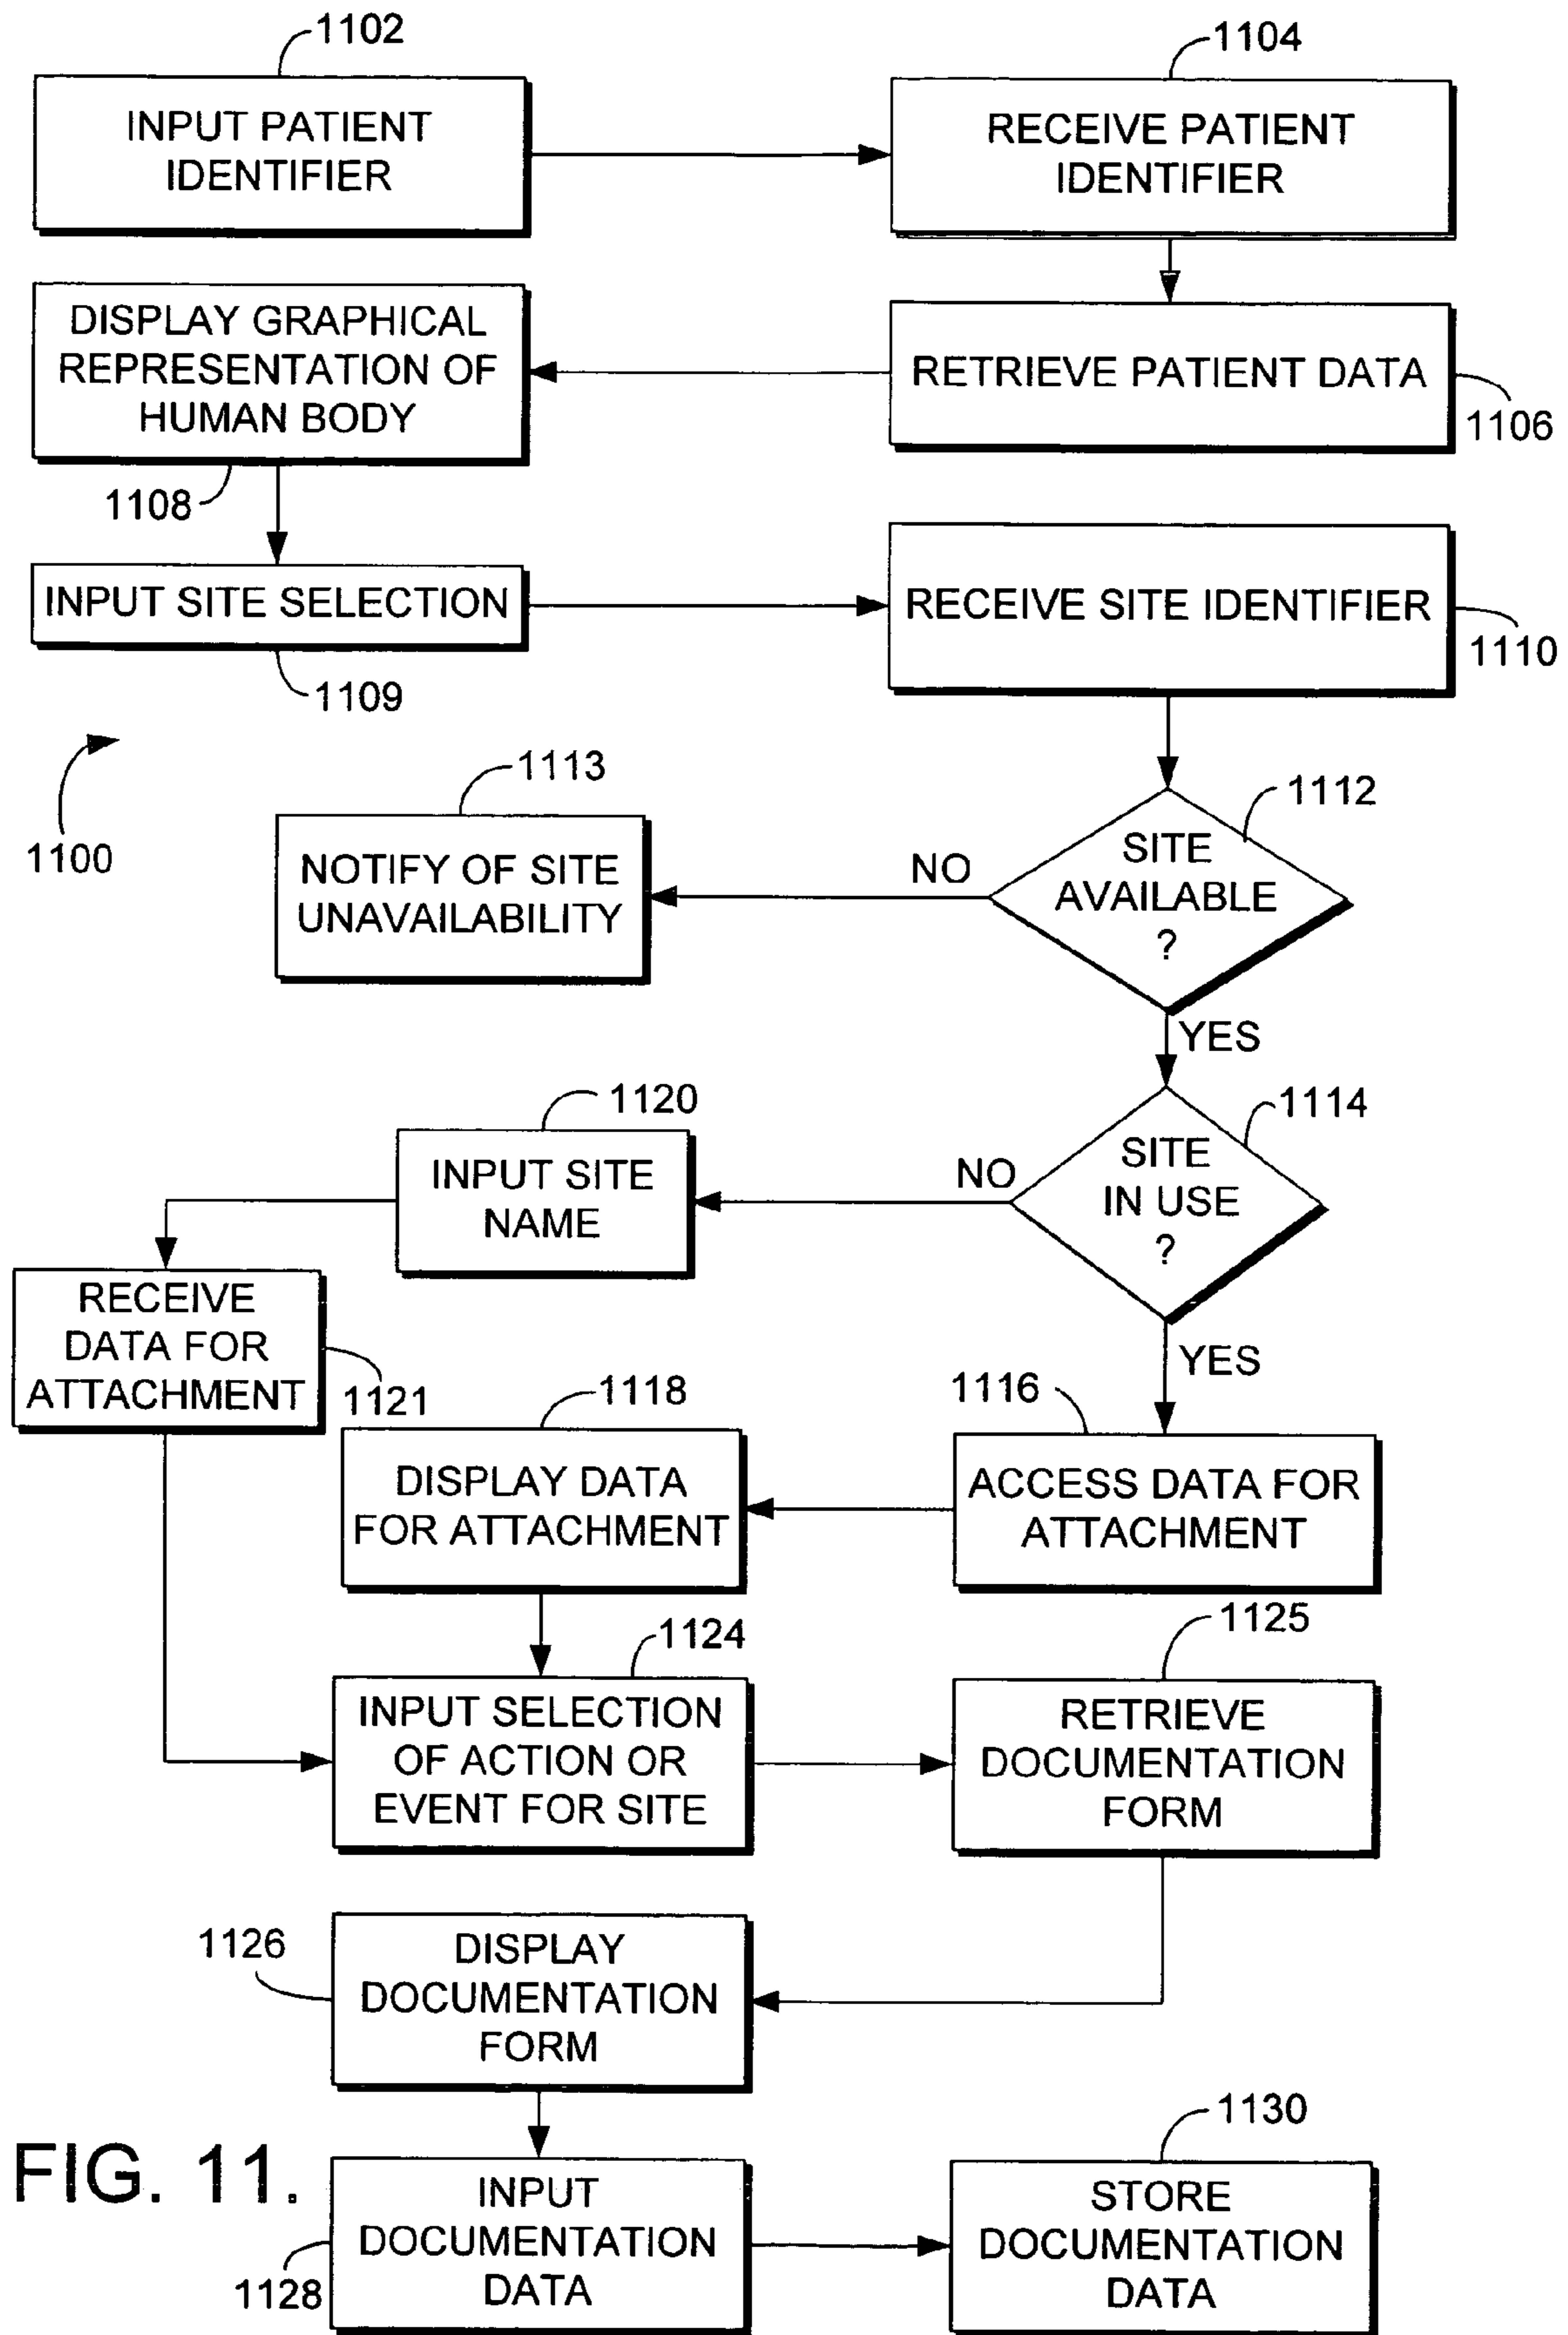 1102
INPUT PATIENT
IDENTIFIER
1104
RECEIVE PATIENT
IDENTIFIER
DISPLAY GRAPHICAL
REPRESENTATION OF
HUMAN BODY
1108
RETRIEVE PATIENT DATA
1106
INPUT SITE SELECTION
1109
RECEIVE SITE IDENTIFIER
1110
1100
1113
NOTIFY OF SITE
UNAVAILABILITY
NO
1112
SITE
AVAILABLE
?
YES
1120
INPUT SITE
NAME
NO
1114
SITE
IN USE
?
YES
RECEIVE
DATA FOR
ATTACHMENT
1121
1118
DISPLAY DATA
FOR ATTACHMENT
1116
ACCESS DATA FOR
ATTACHMENT
1124
INPUT SELECTION
OF ACTION OR
EVENT FOR SITE
1125
RETRIEVE
DOCUMENTATION
FORM
1126
DISPLAY
DOCUMENTATION
FORM
FIG. 11.
1128
INPUT
DOCUMENTATION
DATA
1130
STORE
DOCUMENTATION
DATA